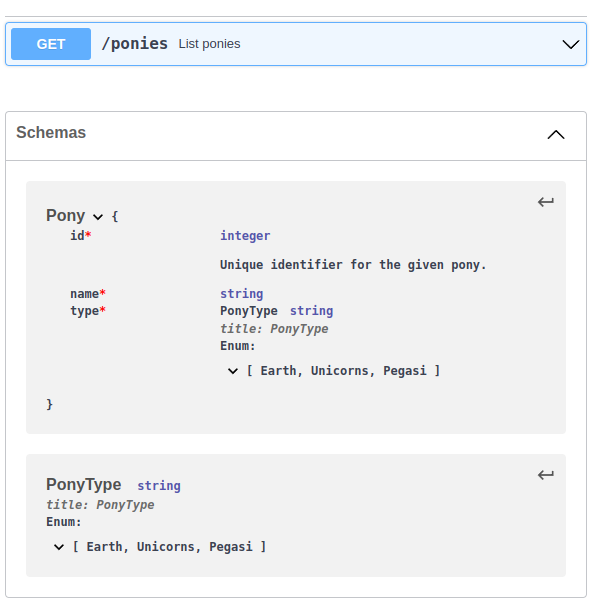 GET /ponies List ponies
Schemas
Pony {
id* integer
Unique identifier for the given pony.
name* string
type* PonyType string
title: PonyType
Enum:
[ Earth, Unicorns, Pegasi ]
}
PonyType string
title: PonyType
Enum:
[ Earth, Unicorns, Pegasi ]